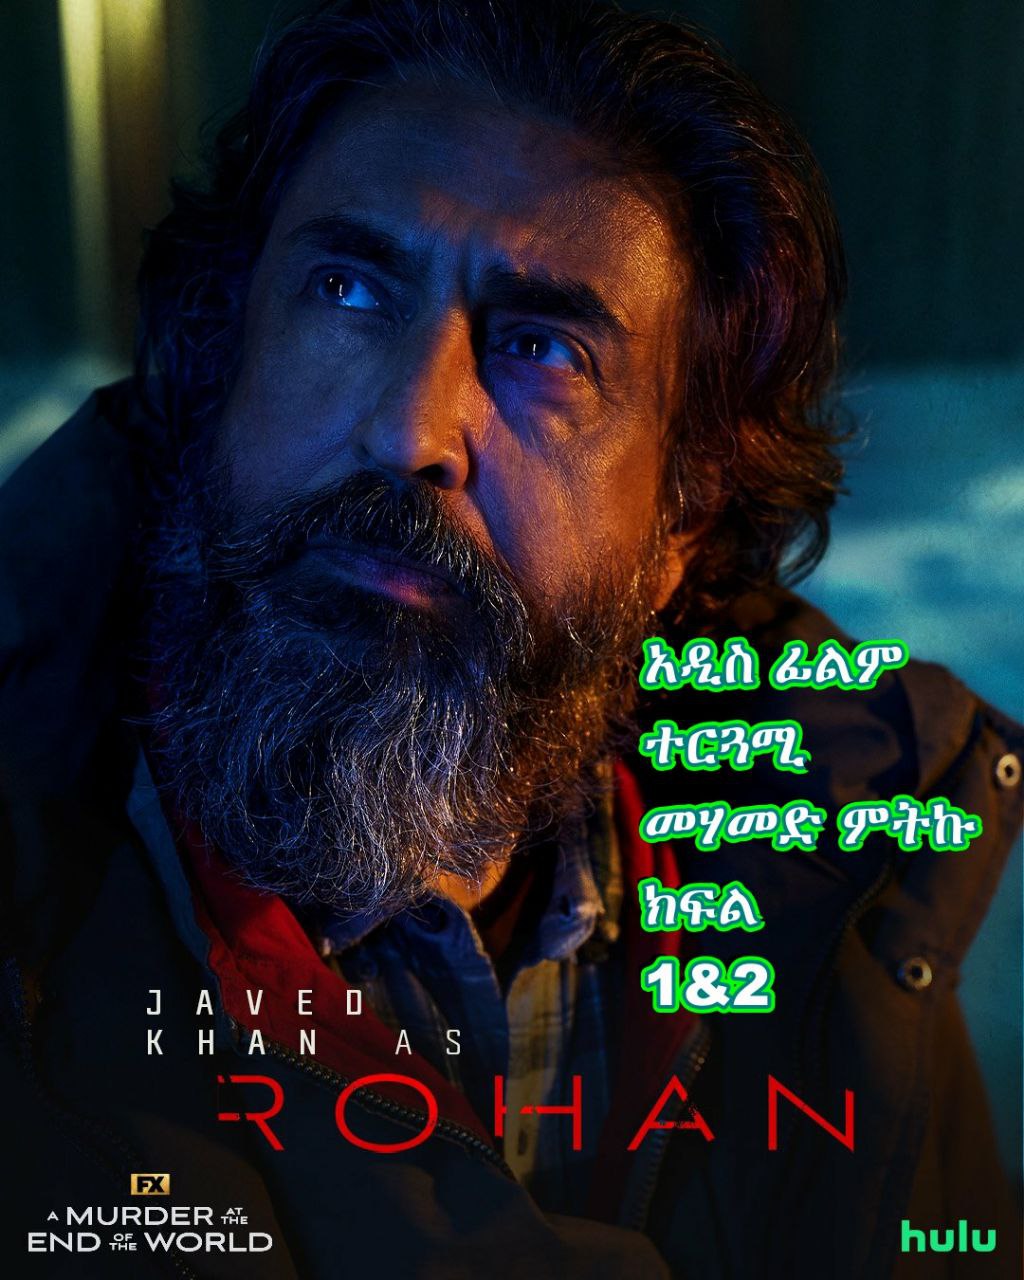 አዲስ ፊልም
ተርጓሚ
መሃመድ ምትኩ
ክፍል
1&2
JAVED
KHAN AS
ROHAN
FX
A MURDER AT THE
END OF THE WORLD
hulu